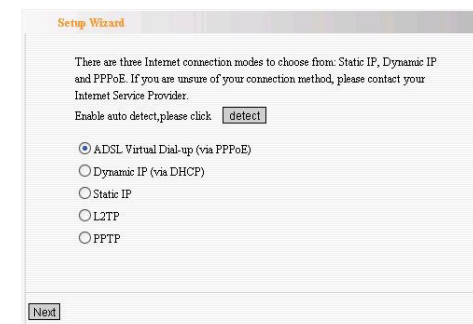 Setup Wizard
There are three Internet connection modes to choose from: Static IP, Dynamic IP
and PPPoE. If you are unsure of your connection method, please contact your
Internet Service Provider.
Enable auto detect,please click detect
ADSL Virtual Dial-up (via PPPoE)
Dynamic IP (via DHCP)
Static IP
L2TP
PPTP
Next